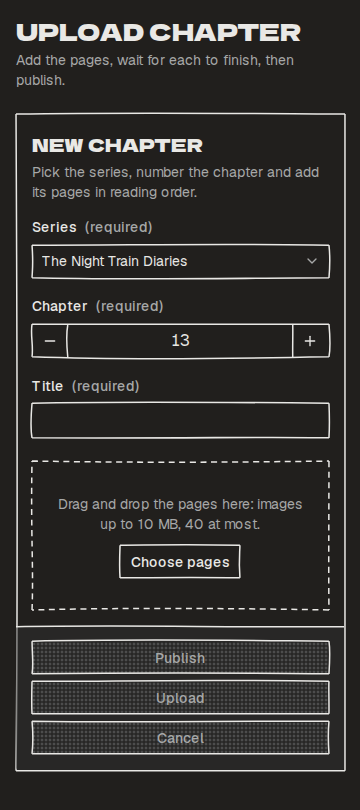 UPLOAD CHAPTER
Add the pages, wait for each to finish, then
publish.
NEW CHAPTER
Pick the series, number the chapter and add
its pages in reading order.
Series (required)
The Night Train Diaries
Chapter (required)
− 13 +
Title (required)
Drag and drop the pages here: images
up to 10 MB, 40 at most.
Choose pages
Publish
Upload
Cancel